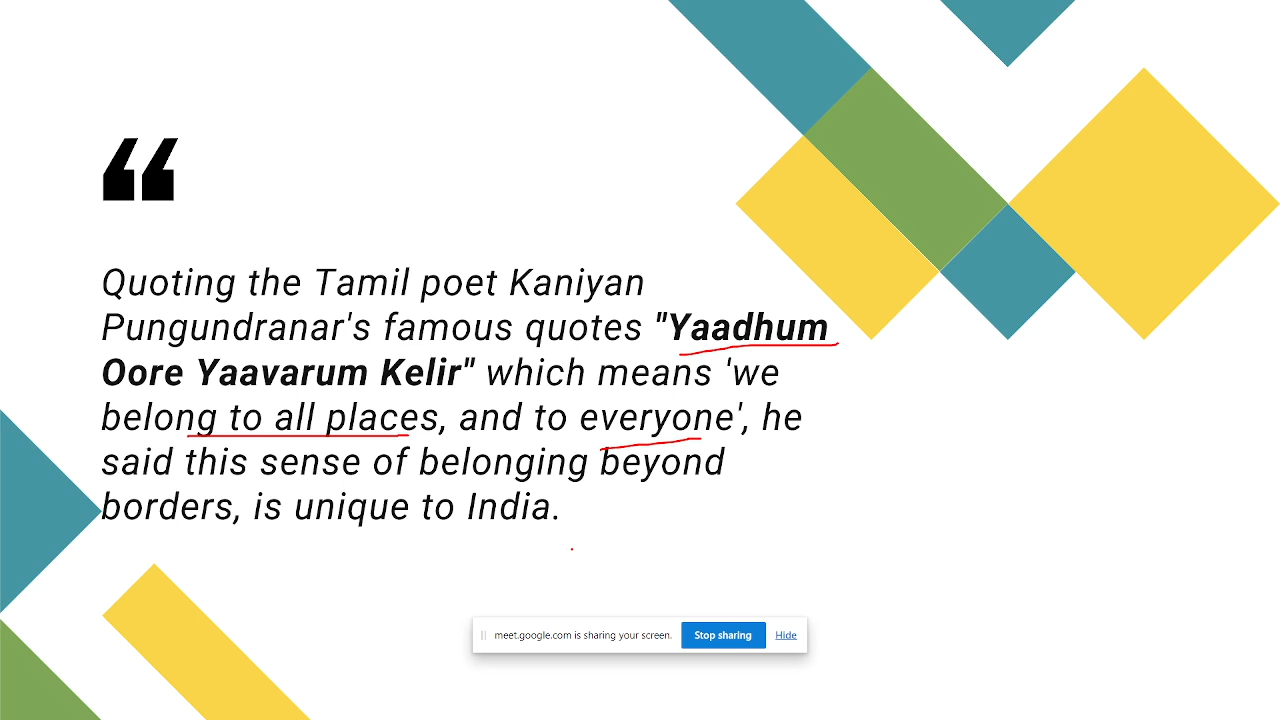 “
Quoting the Tamil poet Kaniyan
Pungundranar's famous quotes "Yaadhum
Oore Yaavarum Kelir" which means 'we
belong to all places, and to everyone', he
said this sense of belonging beyond
borders, is unique to India.
meet.google.com is sharing your screen. Stop sharing Hide